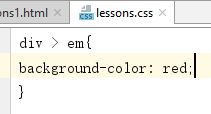 ons1.html × lessons.css ×
div > em{
background-color: red;
}